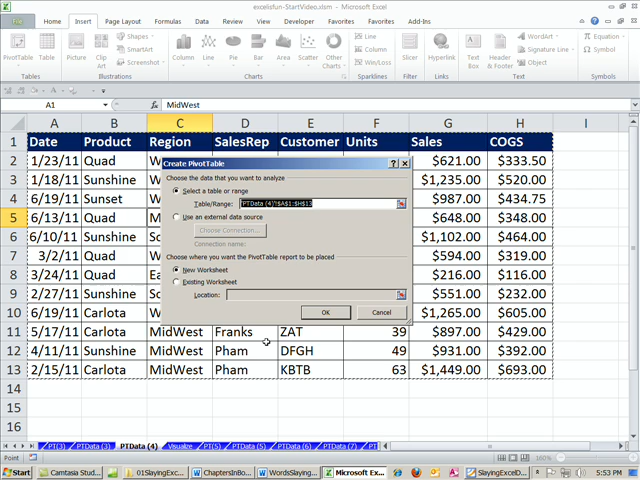 excelisfun-StartVideo.xlsm - Microsoft Excel
File Home Insert Page Layout Formulas Data Review View Developer Favorites Add-Ins
PivotTable Table Picture Clip Art Shapes SmartArt Screenshot Column Line Pie Bar Area Scatter Other Charts Line Column Win/Loss Slicer Hyperlink Text Box Header & Footer WordArt Signature Line Object Equation Symbol
Tables Illustrations Charts Sparklines Filter Links Text Symbols
A1 fx MidWest
A B C D E F G H I
1 Date Product Region SalesRep Customer Units Sales COGS
2 1/23/11 Quad W $621.00 $333.50
3 1/18/11 Sunshine W $1,235.00 $520.00
4 6/19/11 Sunset W $987.00 $434.75
5 6/13/11 Quad M $648.00 $348.00
6 6/10/11 Sunshine So $1,102.00 $464.00
7 3/2/11 Quad W $594.00 $319.00
8 3/24/11 Quad Ea $216.00 $116.00
9 2/27/11 Sunshine So $551.00 $232.00
10 6/19/11 Carlota W $1,265.00 $605.00
11 5/17/11 Carlota MidWest Franks ZAT 39 $897.00 $429.00
12 4/11/11 Sunshine MidWest Pham DFGH 49 $931.00 $392.00
13 2/15/11 Carlota MidWest Pham KBTB 63 $1,449.00 $693.00
14
15
16
Create PivotTable
Choose the data that you want to analyze
Select a table or range
Table/Range: 'PTData (4)'!$A$1:$H$13
Use an external data source
Choose Connection...
Connection name:
Choose where you want the PivotTable report to be placed
New Worksheet
Existing Worksheet
Location:
OK Cancel
PT(3) PTData (3) PTData (4) Visualize PT(5) PTData (5) PTData (6) PTData (7) PT
Point 160%
Start Camtasia Stud... 01SlayingExc... ChaptersInBo... WordsSlaying... Microsoft Ex... SlayingExcelD... 5:53 PM